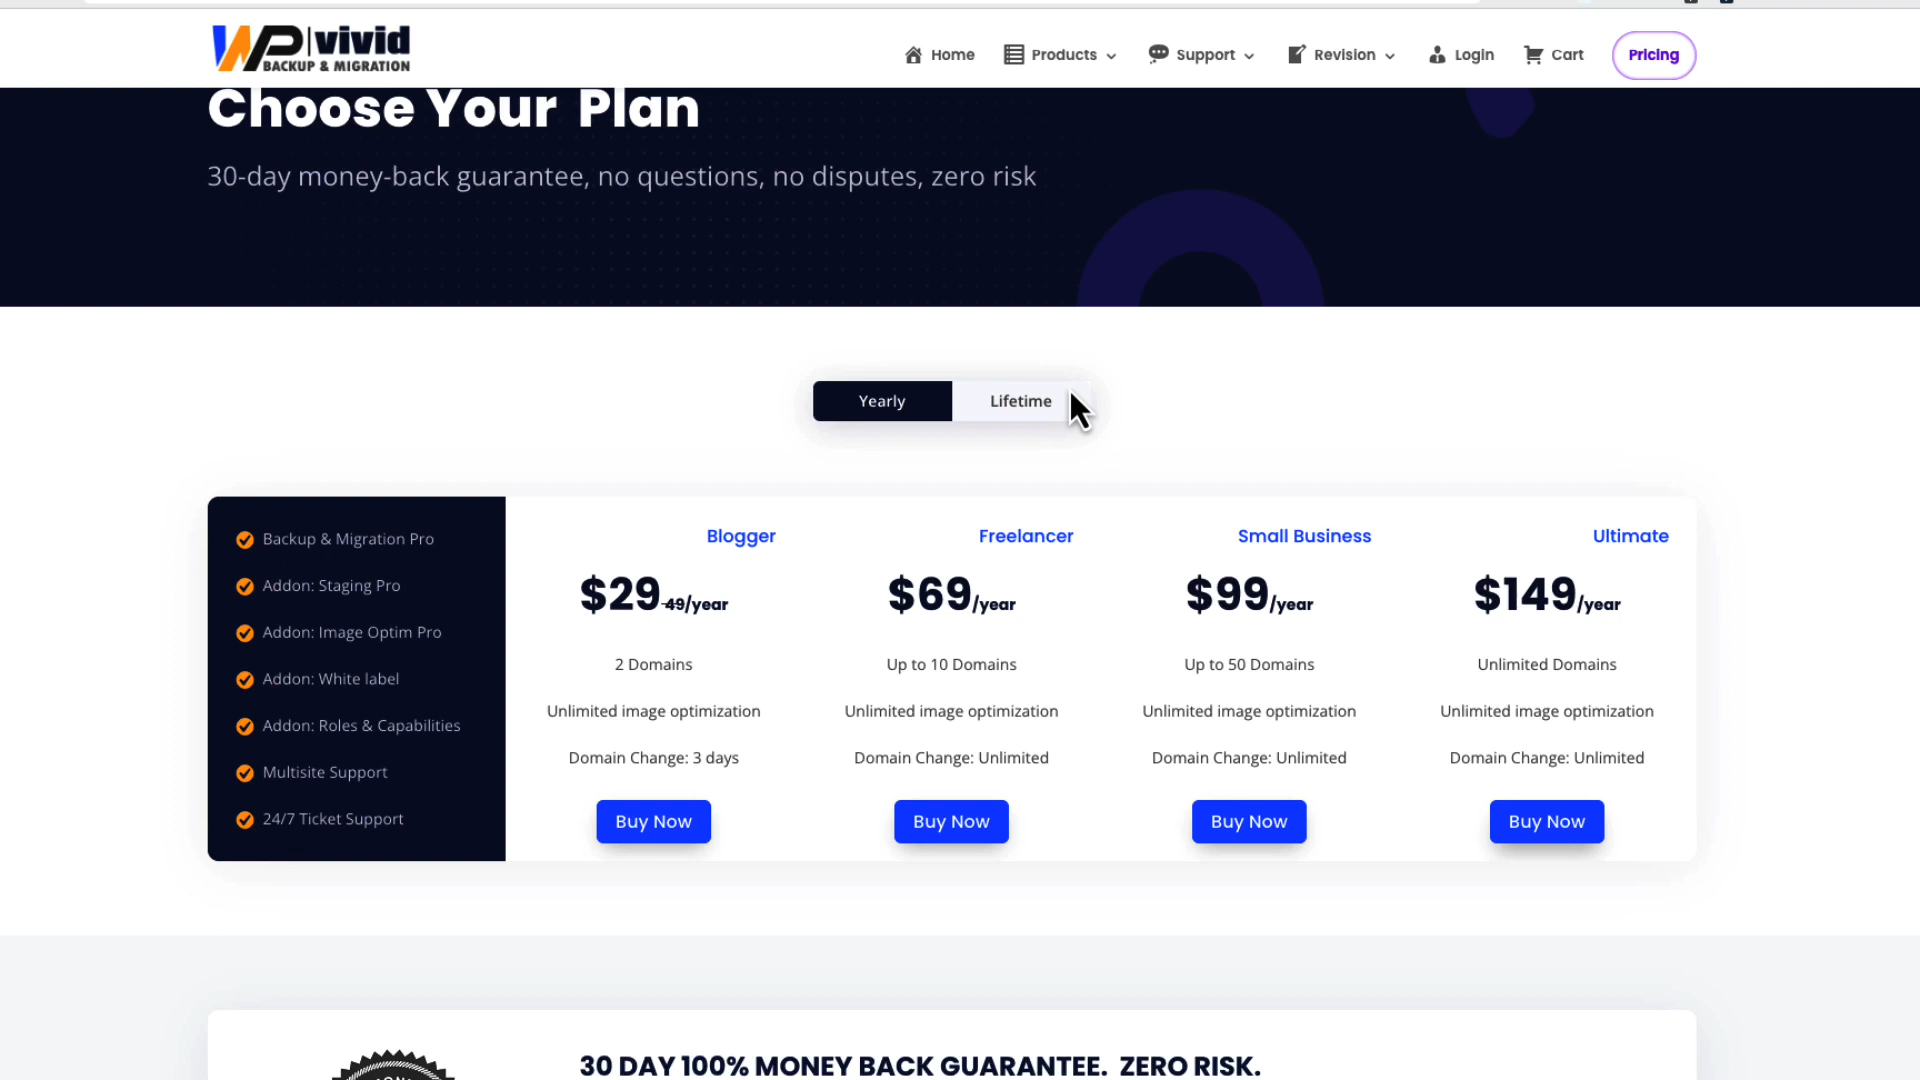 WP vivid
BACKUP & MIGRATION
Home
Products
Support
Revision
Login
Cart
Pricing
Choose Your Plan
30-day money-back guarantee, no questions, no disputes, zero risk
Yearly
Lifetime
Backup & Migration Pro
Addon: Staging Pro
Addon: Image Optim Pro
Addon: White label
Addon: Roles & Capabilities
Multisite Support
24/7 Ticket Support
Blogger
$29 49/year
2 Domains
Unlimited image optimization
Domain Change: 3 days
Buy Now
Freelancer
$69/year
Up to 10 Domains
Unlimited image optimization
Domain Change: Unlimited
Buy Now
Small Business
$99/year
Up to 50 Domains
Unlimited image optimization
Domain Change: Unlimited
Buy Now
Ultimate
$149/year
Unlimited Domains
Unlimited image optimization
Domain Change: Unlimited
Buy Now
30 DAY 100% MONEY BACK GUARANTEE. ZERO RISK.